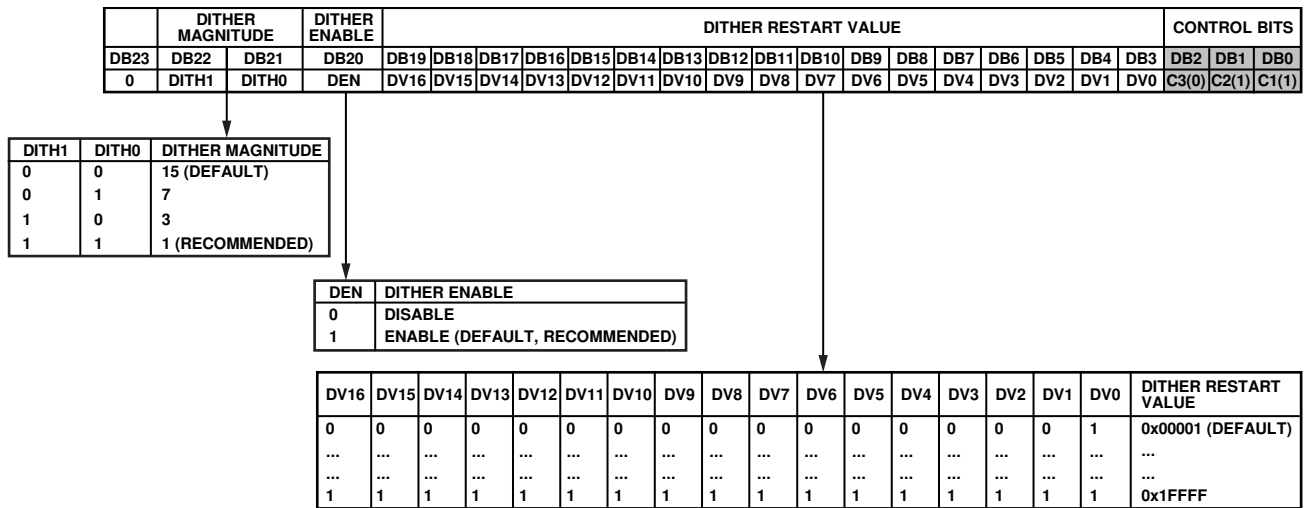 DITHER MAGNITUDE DITHER ENABLE DITHER RESTART VALUE CONTROL BITS
DB23 DB22 DB21 DB20 DB19 DB18 DB17 DB16 DB15 DB14 DB13 DB12 DB11 DB10 DB9 DB8 DB7 DB6 DB5 DB4 DB3 DB2 DB1 DB0
0 DITH1 DITH0 DEN DV16 DV15 DV14 DV13 DV12 DV11 DV10 DV9 DV8 DV7 DV6 DV5 DV4 DV3 DV2 DV1 DV0 C3(0) C2(1) C1(1)
DITH1 DITH0 DITHER MAGNITUDE
0 0 15 (DEFAULT)
0 1 7
1 0 3
1 1 1 (RECOMMENDED)
DEN DITHER ENABLE
0 DISABLE
1 ENABLE (DEFAULT, RECOMMENDED)
DV16 DV15 DV14 DV13 DV12 DV11 DV10 DV9 DV8 DV7 DV6 DV5 DV4 DV3 DV2 DV1 DV0 DITHER RESTART VALUE
0 0 0 0 0 0 0 0 0 0 0 0 0 0 0 0 1 0x00001 (DEFAULT)
... ... ... ... ... ... ... ... ... ... ... ... ... ... ... ... ... ...
... ... ... ... ... ... ... ... ... ... ... ... ... ... ... ... ... ...
1 1 1 1 1 1 1 1 1 1 1 1 1 1 1 1 1 0x1FFFF